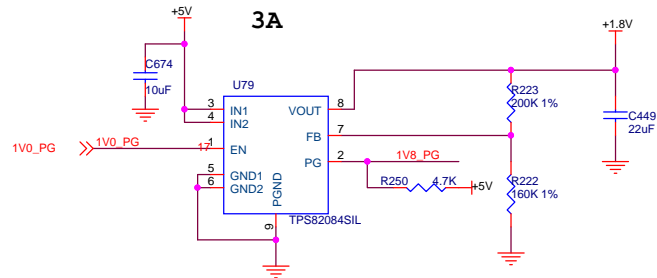 +5V
3A
+1.8V
C674
10uF
U79
3
IN1
4
IN2
VOUT
8
R223
200K 1%
C449
22uF
1V0_PG
1V0_PG
17
1
EN
FB
7
PG
2
1V8_PG
5
GND1
6
GND2
PGND
R250
4.7K
+5V
R222
160K 1%
9
TPS82084SIL